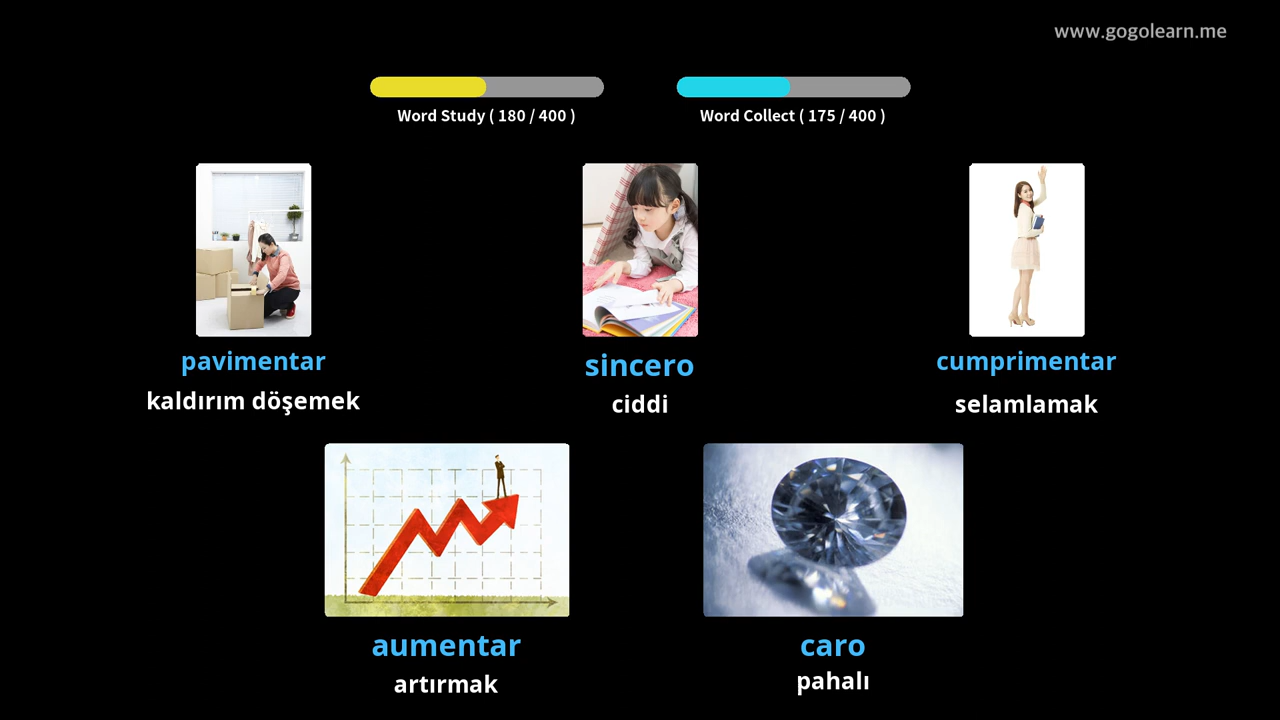 www.gogolearn.me
Word Study ( 180 / 400 )
Word Collect ( 175 / 400 )
pavimentar
kaldırım döşemek
sincero
ciddi
cumprimentar
selamlamak
aumentar
artırmak
caro
pahalı